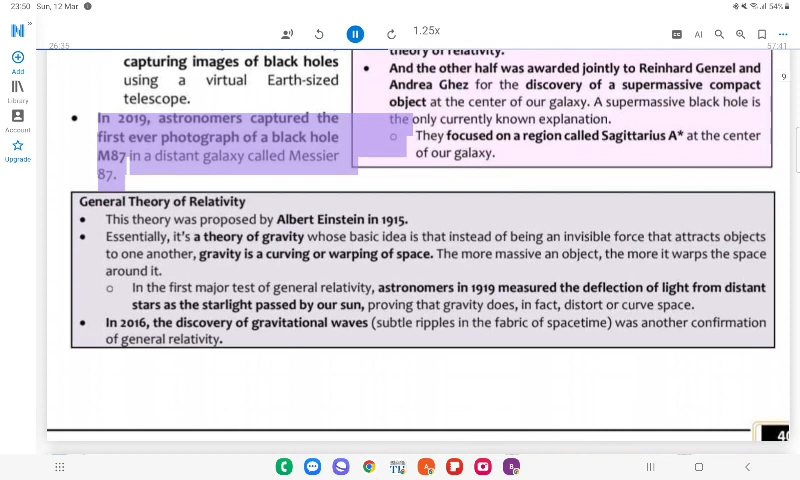 23:50 Sun, 12 Mar
54%
N
»
1.25x
AI
26:35
57:41
Add
Library
Account
Upgrade
9
capturing images of black holes
using a virtual Earth-sized
telescope.
In 2019, astronomers captured the
first ever photograph of a black hole
M87 in a distant galaxy called Messier
87.
theory of relativity.
And the other half was awarded jointly to Reinhard Genzel and
Andrea Ghez for the discovery of a supermassive compact
object at the center of our galaxy. A supermassive black hole is
the only currently known explanation.
They focused on a region called Sagittarius A* at the center
of our galaxy.
General Theory of Relativity
This theory was proposed by Albert Einstein in 1915.
Essentially, it's a theory of gravity whose basic idea is that instead of being an invisible force that attracts objects
to one another, gravity is a curving or warping of space. The more massive an object, the more it warps the space
around it.
In the first major test of general relativity, astronomers in 1919 measured the deflection of light from distant
stars as the starlight passed by our sun, proving that gravity does, in fact, distort or curve space.
In 2016, the discovery of gravitational waves (subtle ripples in the fabric of spacetime) was another confirmation
of general relativity.